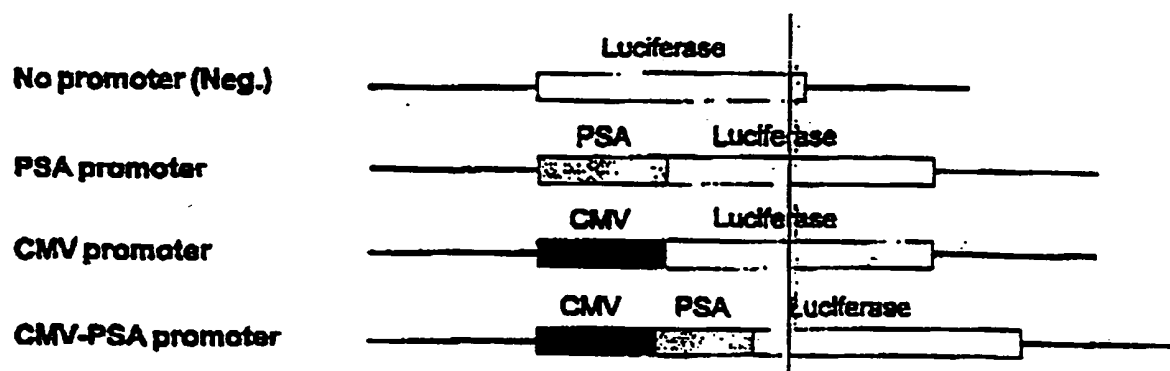 Luciferase
No promoter (Neg.)
PSA Luciferase
PSA promoter
CMV Luciferase
CMV promoter
CMV PSA Luciferase
CMV-PSA promoter